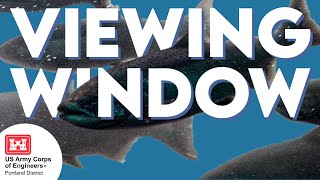 VIEWING
WINDOW
US Army Corps
of Engineers®
Portland District